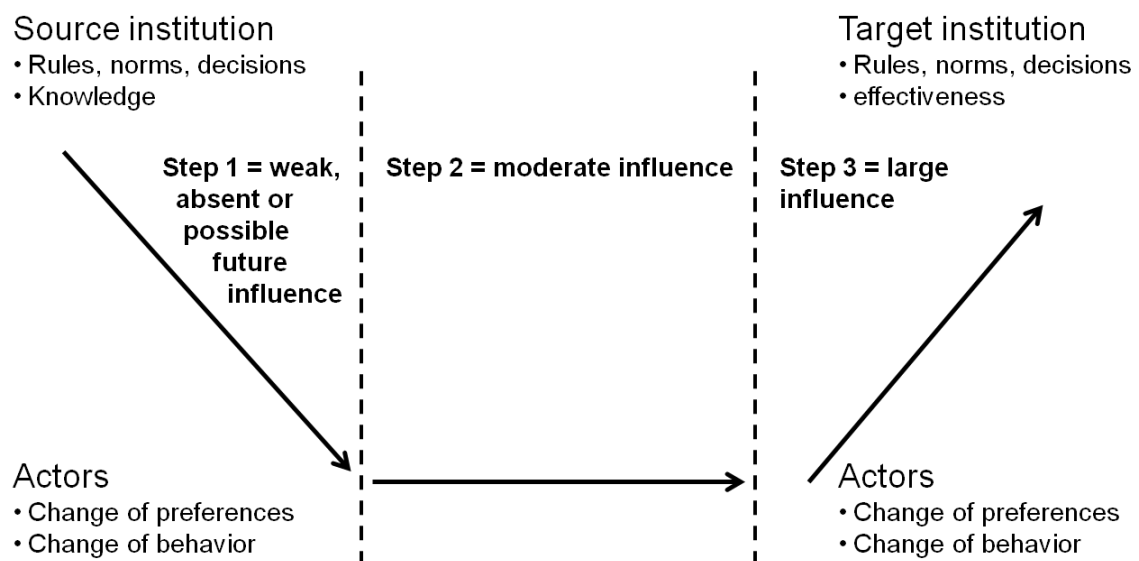 Source institution
• Rules, norms, decisions
• Knowledge
Target institution
• Rules, norms, decisions
• effectiveness
Step 1 = weak,
absent or
possible
future
influence
Step 2 = moderate influence
Step 3 = large
influence
Actors
• Change of preferences
• Change of behavior
Actors
• Change of preferences
• Change of behavior